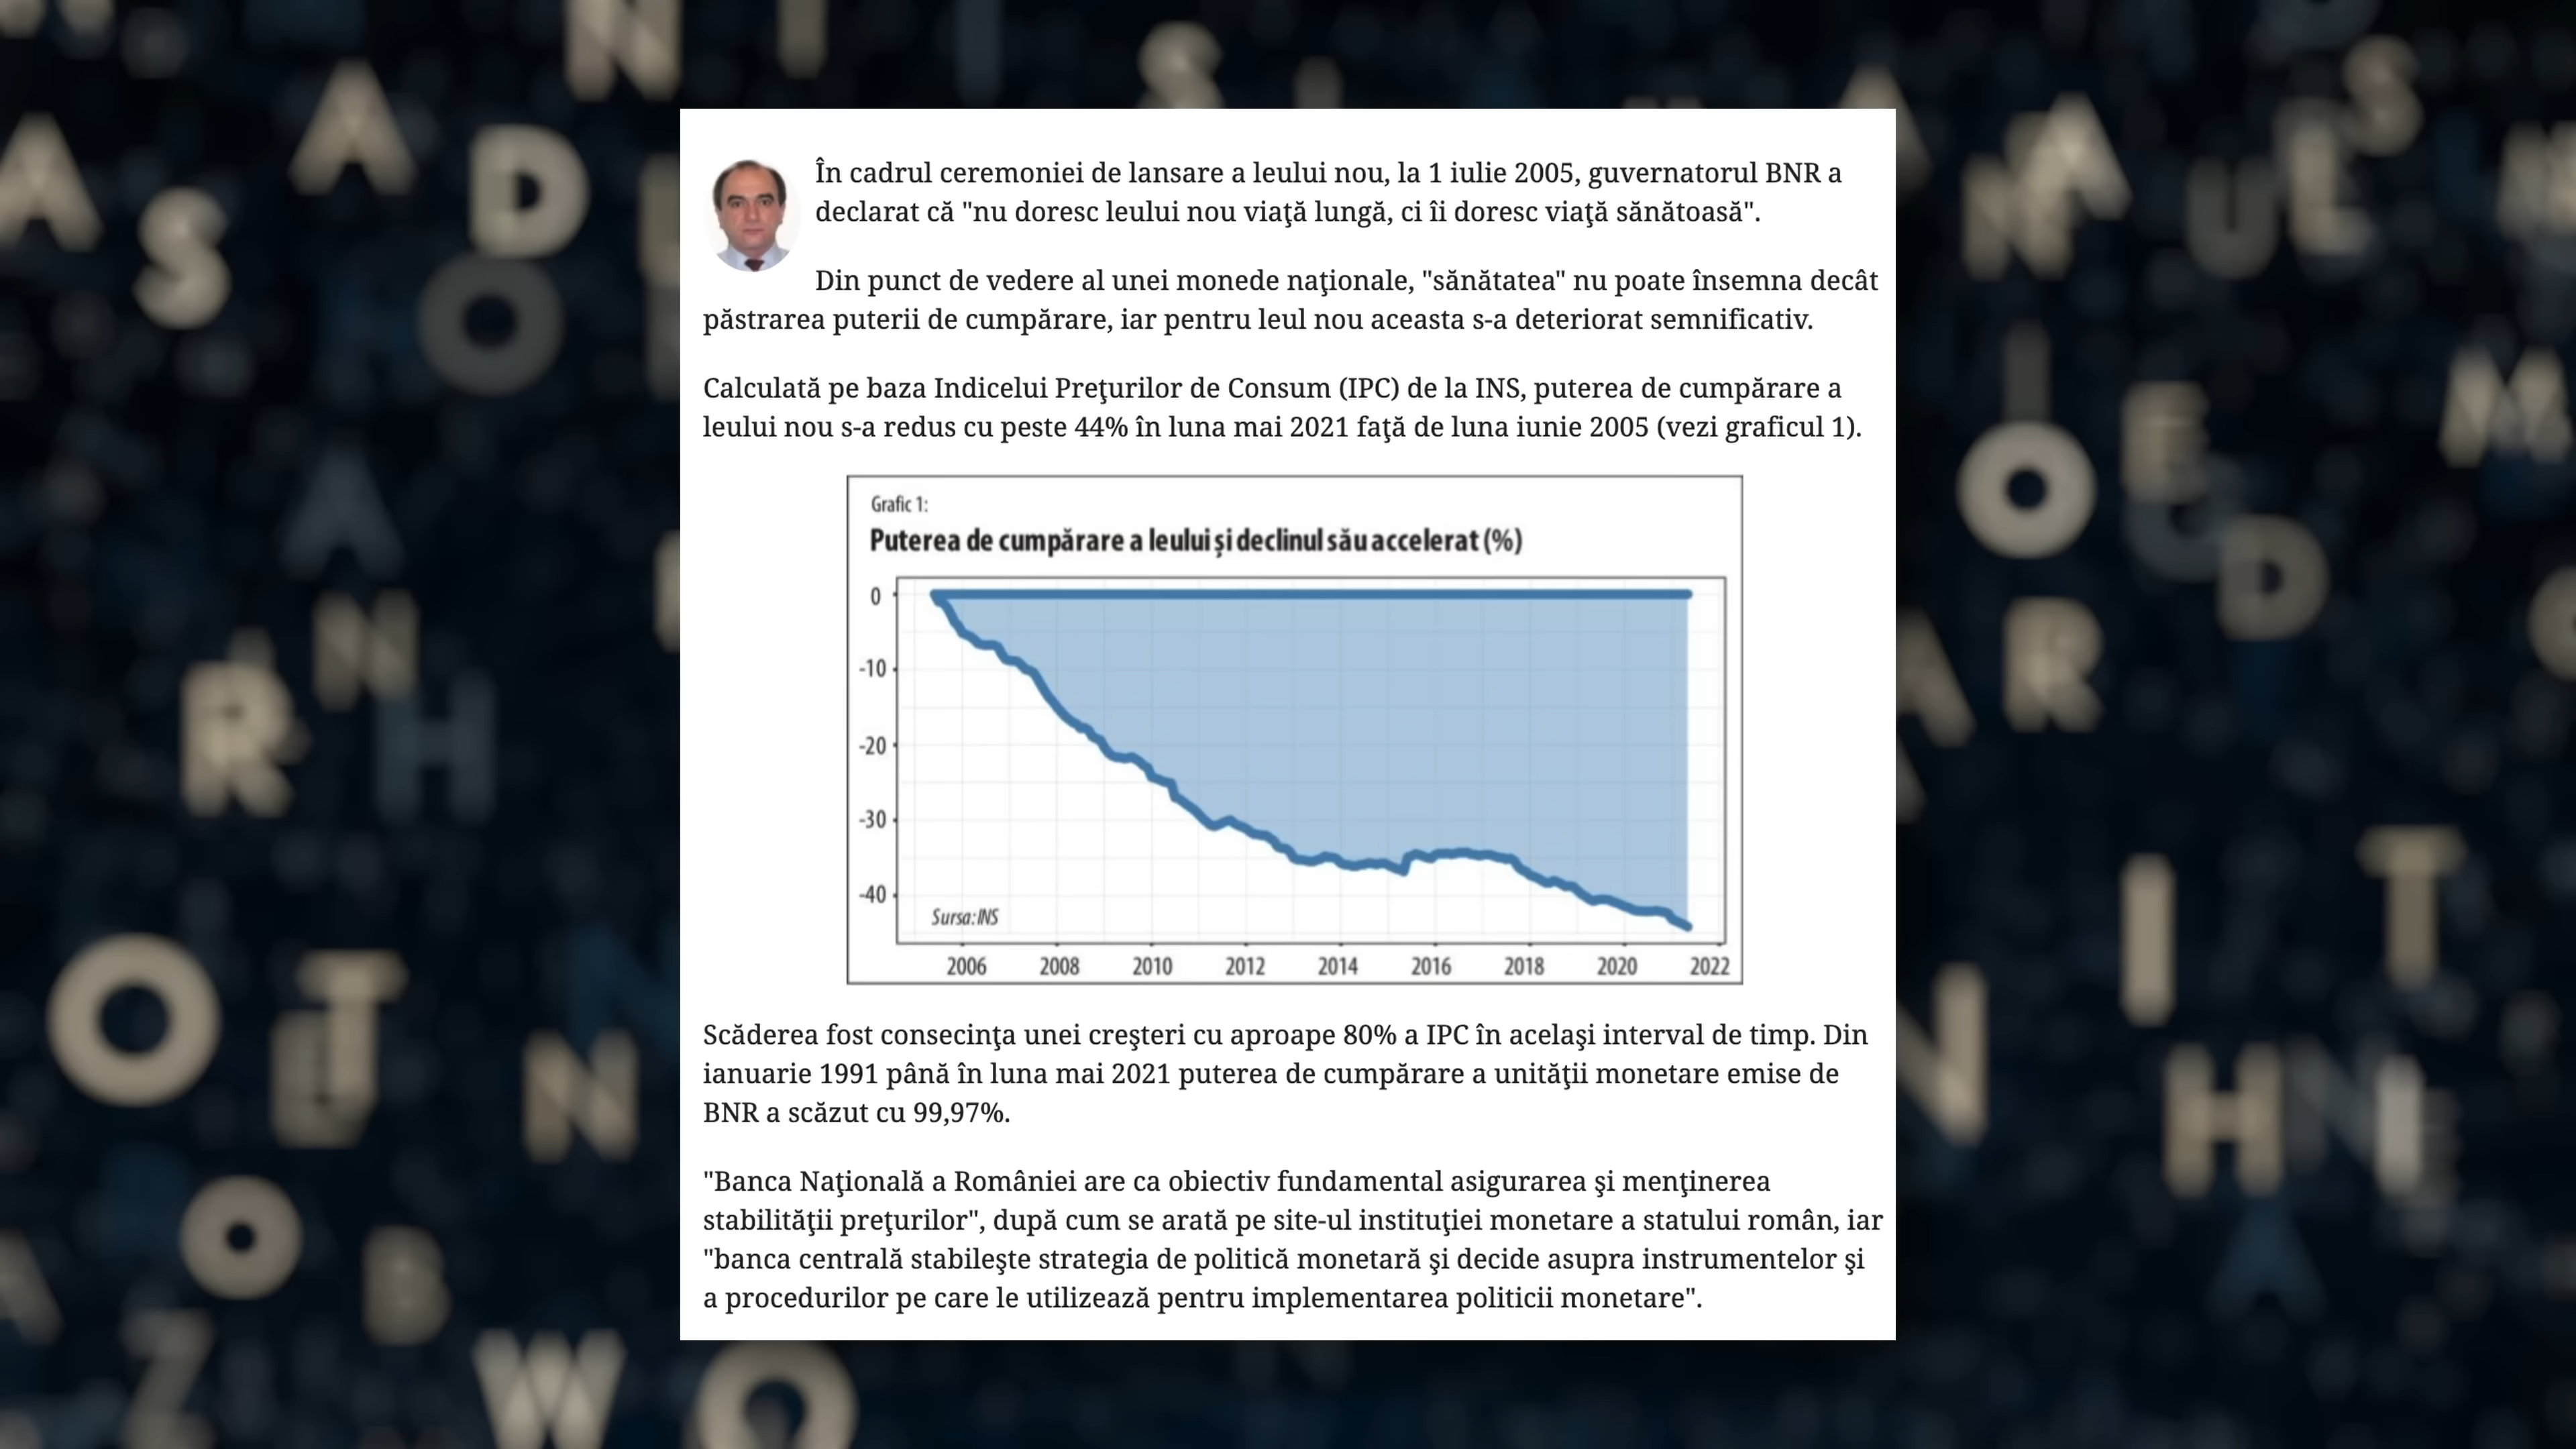 În cadrul ceremoniei de lansare a leului nou, la 1 iulie 2005, guvernatorul BNR a
declarat că "nu doresc leului nou viaţă lungă, ci îi doresc viaţă sănătoasă".
Din punct de vedere al unei monede naţionale, "sănătatea" nu poate însemna decât
păstrarea puterii de cumpărare, iar pentru leul nou aceasta s-a deteriorat semnificativ.
Calculată pe baza Indicelui Preţurilor de Consum (IPC) de la INS, puterea de cumpărare a
leului nou s-a redus cu peste 44% în luna mai 2021 faţă de luna iunie 2005 (vezi graficul 1).
Grafic 1:
Puterea de cumpărare a leului și declinul său accelerat (%)
0
-10
-20
-30
-40
Sursa: INS
2006 2008 2010 2012 2014 2016 2018 2020 2022
Scăderea fost consecinţa unei creşteri cu aproape 80% a IPC în acelaşi interval de timp. Din
ianuarie 1991 până în luna mai 2021 puterea de cumpărare a unităţii monetare emise de
BNR a scăzut cu 99,97%.
"Banca Naţională a României are ca obiectiv fundamental asigurarea şi menţinerea
stabilităţii preţurilor", după cum se arată pe site-ul instituţiei monetare a statului român, iar
"banca centrală stabileşte strategia de politică monetară şi decide asupra instrumentelor şi
a procedurilor pe care le utilizează pentru implementarea politicii monetare".